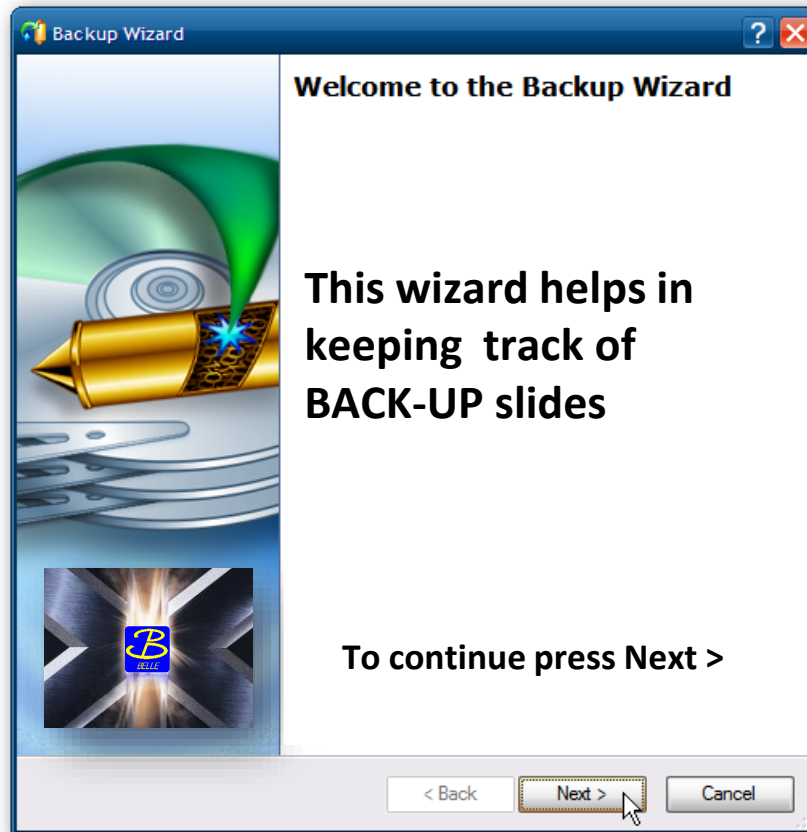 Backup Wizard
?
Welcome to the Backup Wizard
This wizard helps in
keeping  track of
BACK-UP slides
B
BELLE
To continue press Next >
< Back
Next >
Cancel